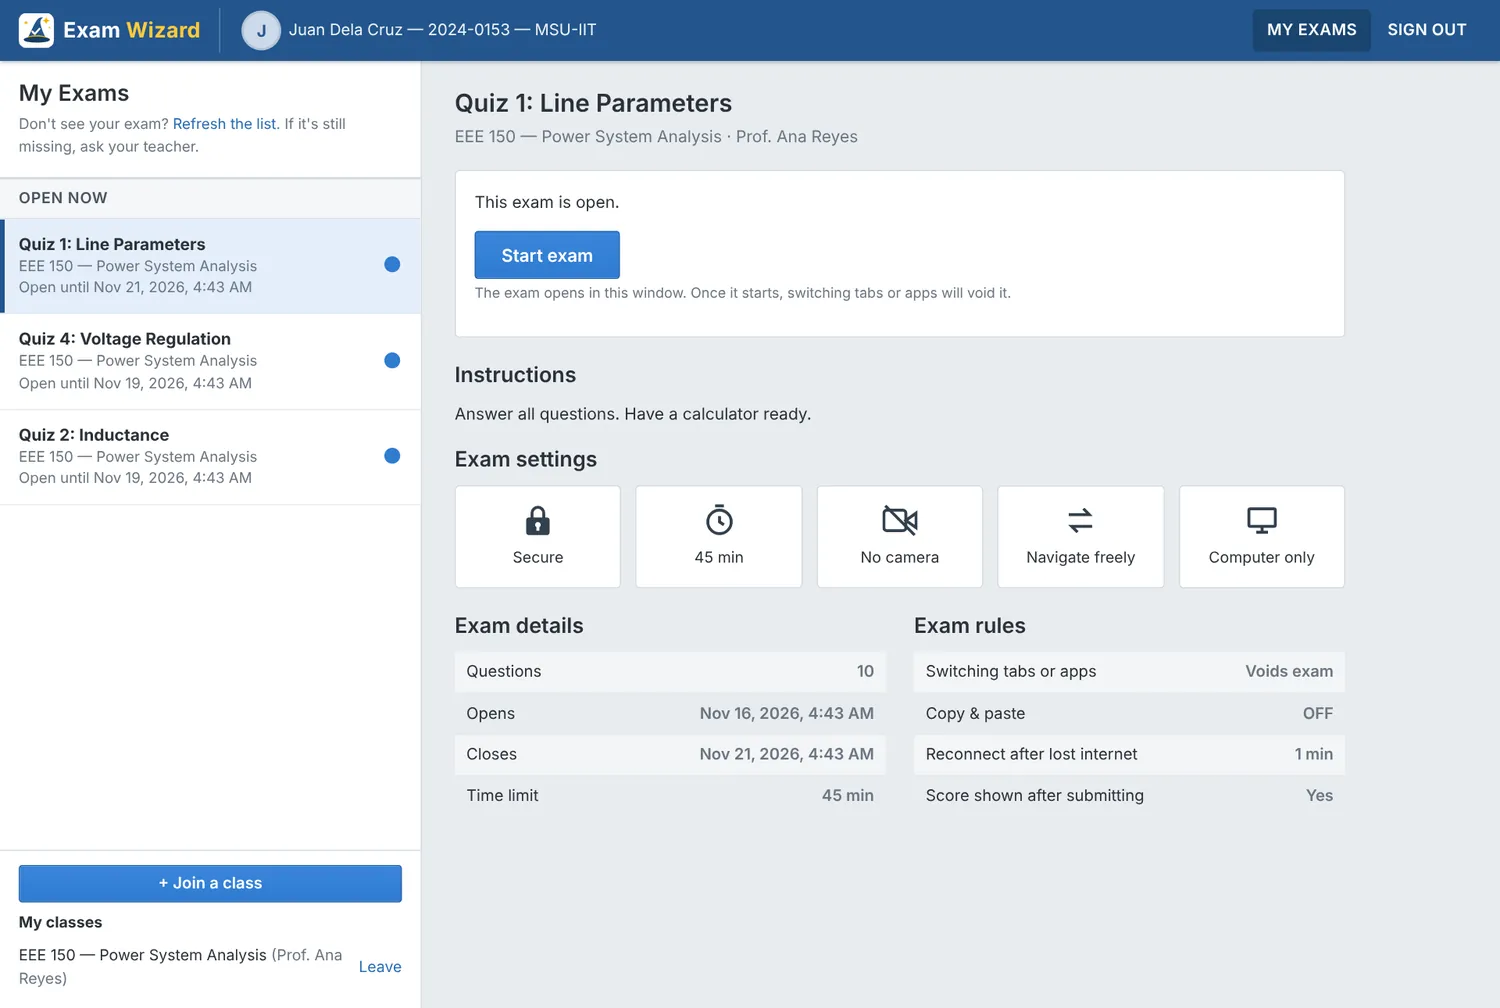 Exam Wizard
J
Juan Dela Cruz — 2024-0153 — MSU-IIT
MY EXAMS
SIGN OUT
My Exams
Don't see your exam? Refresh the list. If it's still
missing, ask your teacher.
OPEN NOW
Quiz 1: Line Parameters
EEE 150 — Power System Analysis
Open until Nov 21, 2026, 4:43 AM
Quiz 4: Voltage Regulation
EEE 150 — Power System Analysis
Open until Nov 19, 2026, 4:43 AM
Quiz 2: Inductance
EEE 150 — Power System Analysis
Open until Nov 19, 2026, 4:43 AM
+ Join a class
My classes
EEE 150 — Power System Analysis (Prof. Ana
Reyes)
Leave
Quiz 1: Line Parameters
EEE 150 — Power System Analysis · Prof. Ana Reyes
This exam is open.
Start exam
The exam opens in this window. Once it starts, switching tabs or apps will void it.
Instructions
Answer all questions. Have a calculator ready.
Exam settings
Secure
45 min
No camera
Navigate freely
Computer only
Exam details
Questions 10
Opens Nov 16, 2026, 4:43 AM
Closes Nov 21, 2026, 4:43 AM
Time limit 45 min
Exam rules
Switching tabs or apps Voids exam
Copy & paste OFF
Reconnect after lost internet 1 min
Score shown after submitting Yes